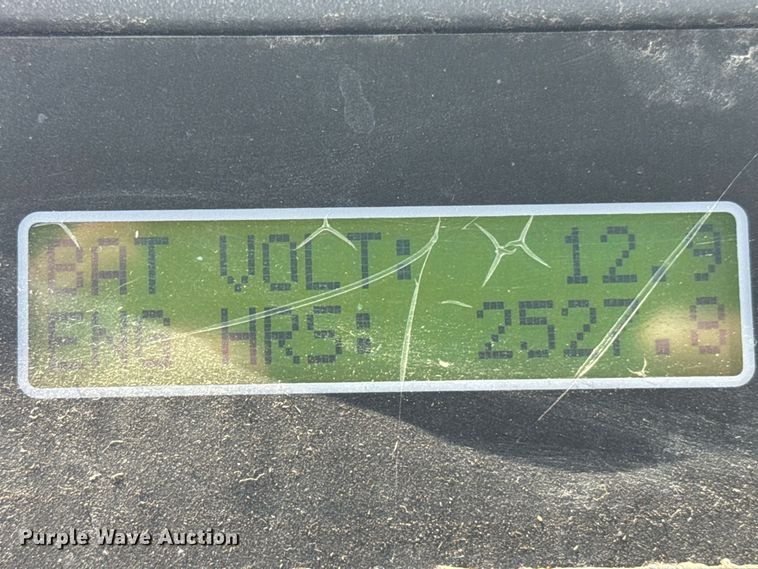 BAT VOLT: 12.9
ENG HRS: 2527.8
Purple Wave Auction